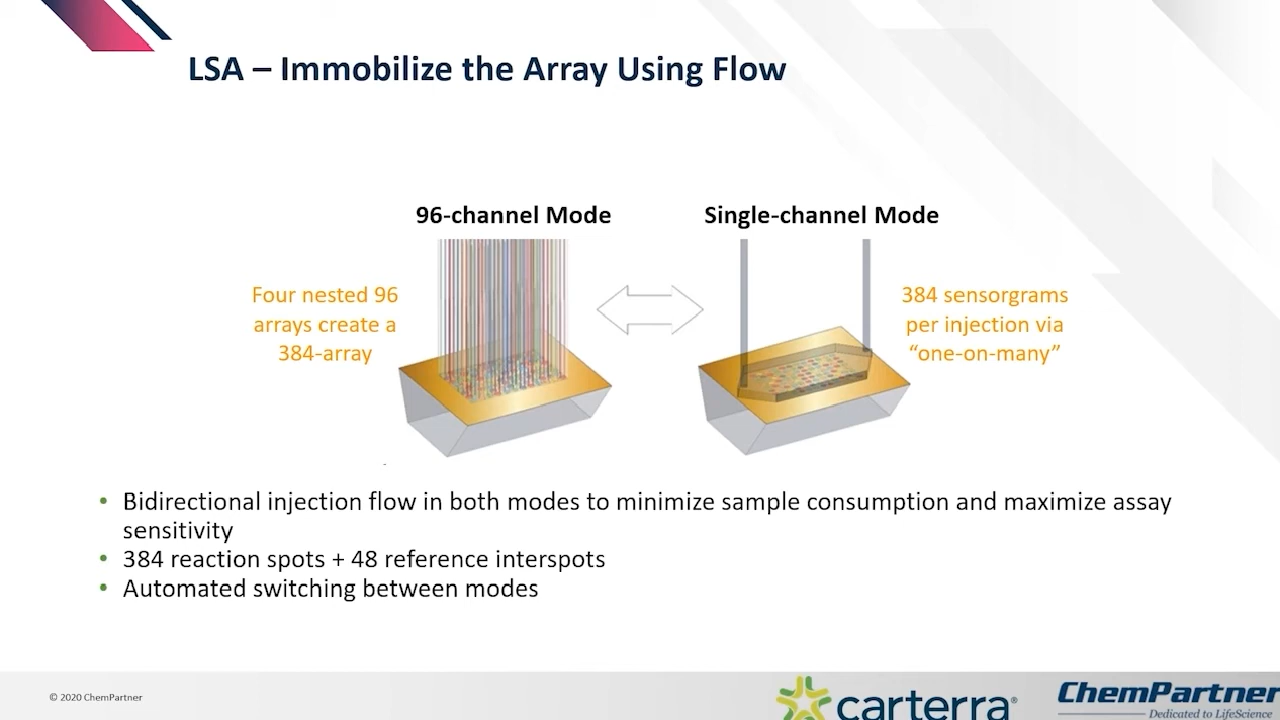 LSA – Immobilize the Array Using Flow
96-channel Mode
Single-channel Mode
Four nested 96
arrays create a
384-array
384 sensorgrams
per injection via
“one-on-many”
• Bidirectional injection flow in both modes to minimize sample consumption and maximize assay
sensitivity
• 384 reaction spots + 48 reference interspots
• Automated switching between modes
© 2020 ChemPartner
carterra®
ChemPartner
Dedicated to LifeScience